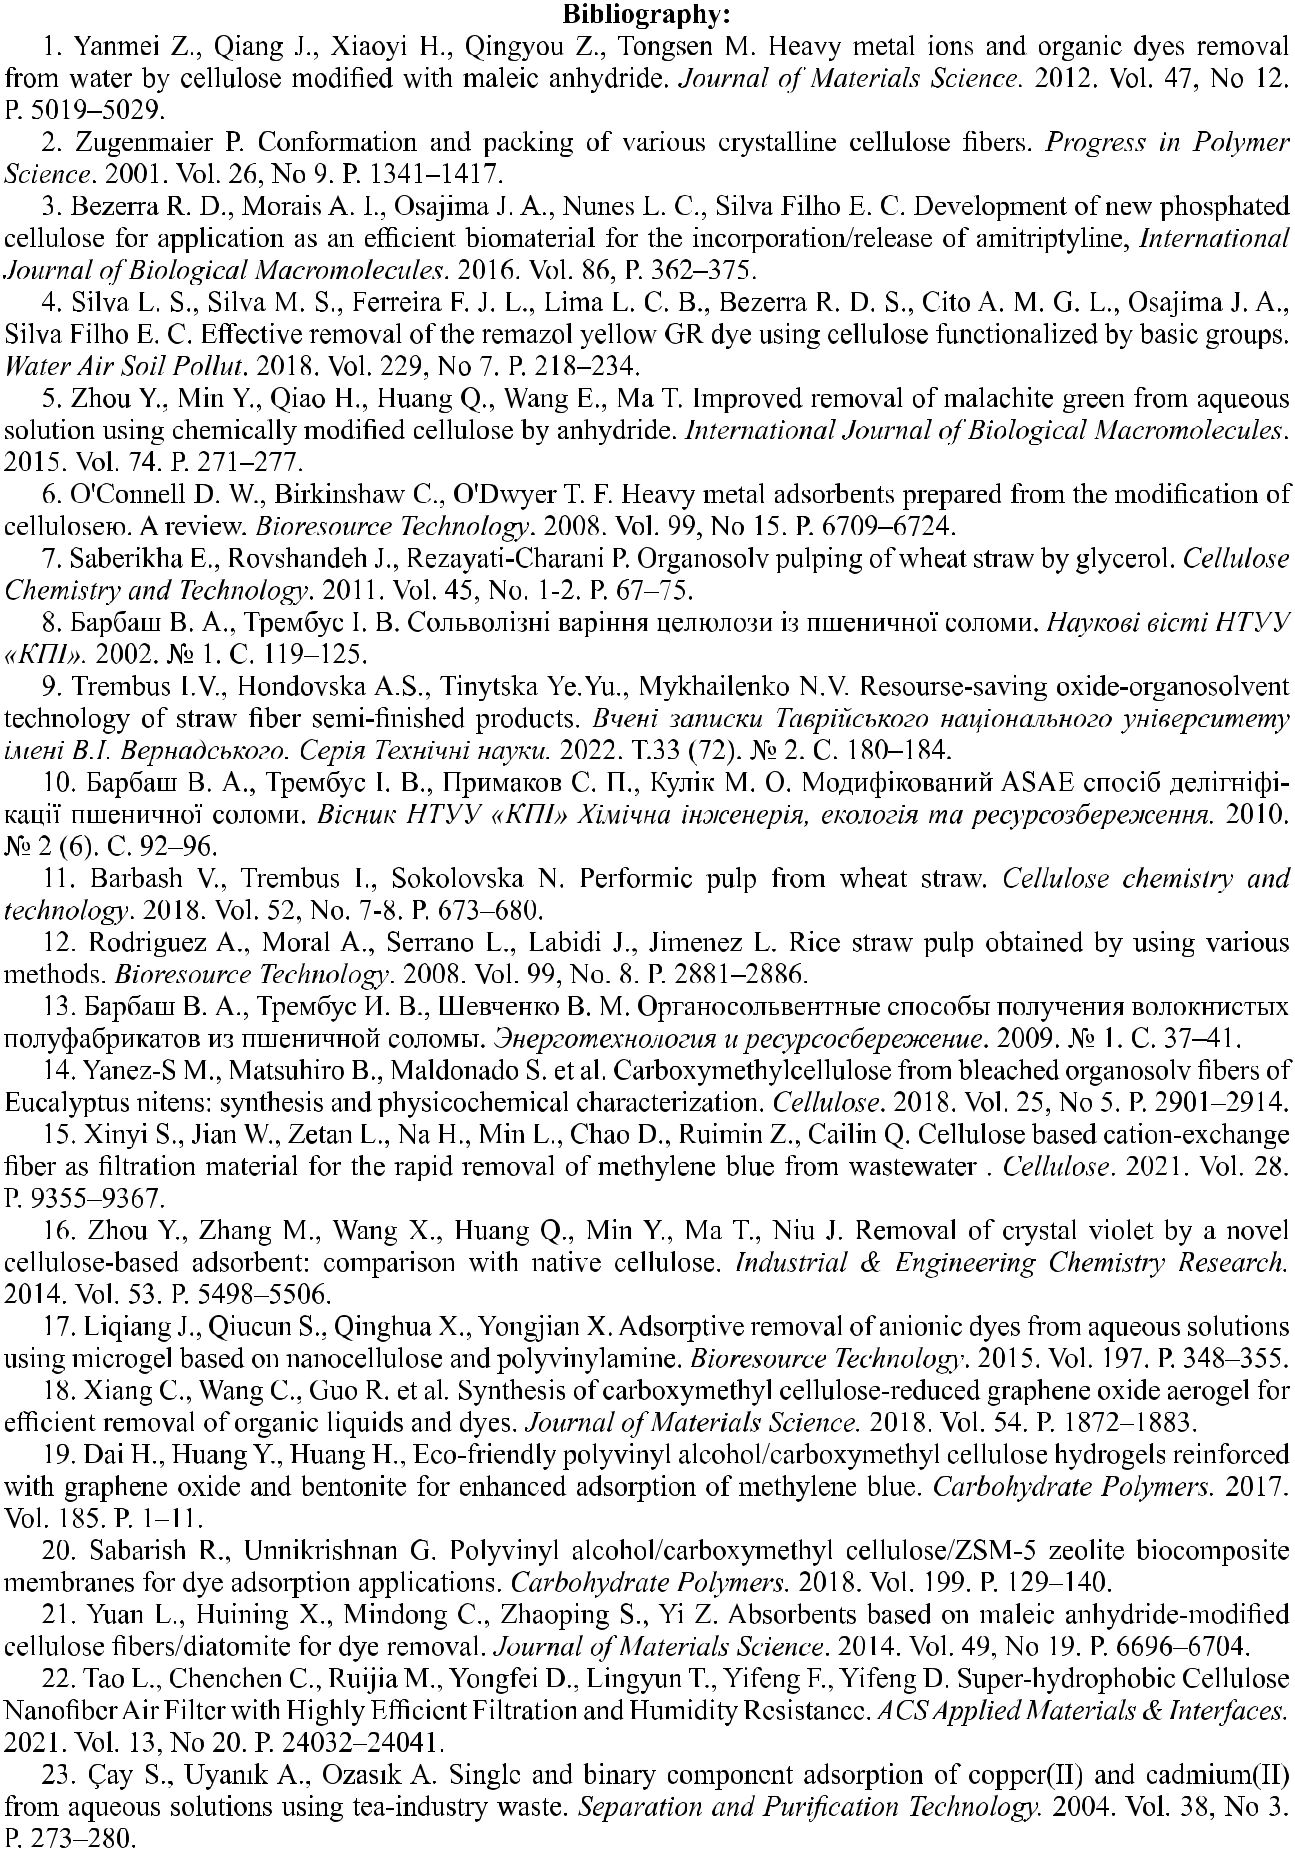 Bibliography:
1. Yanmei Z., Qiang J., Xiaoyi H., Qingyou Z., Tongsen M. Heavy metal ions and organic dyes removal
from water by cellulose modified with maleic anhydride. Journal of Materials Science. 2012. Vol. 47, No 12.
P. 5019–5029.
2. Zugenmaier P. Conformation and packing of various crystalline cellulose fibers. Progress in Polymer
Science. 2001. Vol. 26, No 9. P. 1341–1417.
3. Bezerra R. D., Morais A. I., Osajima J. A., Nunes L. C., Silva Filho E. C. Development of new phosphated
cellulose for application as an efficient biomaterial for the incorporation/release of amitriptyline, International
Journal of Biological Macromolecules. 2016. Vol. 86, P. 362–375.
4. Silva L. S., Silva M. S., Ferreira F. J. L., Lima L. C. B., Bezerra R. D. S., Cito A. M. G. L., Osajima J. A.,
Silva Filho E. C. Effective removal of the remazol yellow GR dye using cellulose functionalized by basic groups.
Water Air Soil Pollut. 2018. Vol. 229, No 7. P. 218–234.
5. Zhou Y., Min Y., Qiao H., Huang Q., Wang E., Ma T. Improved removal of malachite green from aqueous
solution using chemically modified cellulose by anhydride. International Journal of Biological Macromolecules.
2015. Vol. 74. P. 271–277.
6. O'Connell D. W., Birkinshaw C., O'Dwyer T. F. Heavy metal adsorbents prepared from the modification of
celluloseю. A review. Bioresource Technology. 2008. Vol. 99, No 15. P. 6709–6724.
7. Saberikha E., Rovshandeh J., Rezayati-Charani P. Organosolv pulping of wheat straw by glycerol. Cellulose
Chemistry and Technology. 2011. Vol. 45, No. 1-2. P. 67–75.
8. Барбаш В. А., Трембус І. В. Сольволізні варіння целюлози із пшеничної соломи. Наукові вісті НТУУ
«КПІ». 2002. № 1. С. 119–125.
9. Trembus I.V., Hondovska A.S., Tinytska Ye.Yu., Mykhailenko N.V. Resourse-saving oxide-organosolvent
technology of straw fiber semi-finished products. Вчені записки Таврійського національного університету
імені В.І. Вернадського. Серія Технічні науки. 2022. Т.33 (72). № 2. С. 180–184.
10. Барбаш В. А., Трембус І. В., Примаков С. П., Кулік М. О. Модифікований ASAE спосіб делігніфі-
кації пшеничної соломи. Вісник НТУУ «КПІ» Хімічна інженерія, екологія та ресурсозбереження. 2010.
№ 2 (6). С. 92–96.
11. Barbash V., Trembus I., Sokolovska N. Performic pulp from wheat straw. Cellulose chemistry and
technology. 2018. Vol. 52, No. 7-8. P. 673–680.
12. Rodriguez A., Moral A., Serrano L., Labidi J., Jimenez L. Rice straw pulp obtained by using various
methods. Bioresource Technology. 2008. Vol. 99, No. 8. P. 2881–2886.
13. Барбаш В. А., Трембус И. В., Шевченко В. М. Органосольвентные способы получения волокнистых
полуфабрикатов из пшеничной соломы. Энерготехнология и ресурсосбережение. 2009. № 1. С. 37–41.
14. Yanez-S M., Matsuhiro B., Maldonado S. et al. Carboxymethylcellulose from bleached organosolv fibers of
Eucalyptus nitens: synthesis and physicochemical characterization. Cellulose. 2018. Vol. 25, No 5. P. 2901–2914.
15. Xinyi S., Jian W., Zetan L., Na H., Min L., Chao D., Ruimin Z., Cailin Q. Cellulose based cation-exchange
fiber as filtration material for the rapid removal of methylene blue from wastewater . Cellulose. 2021. Vol. 28.
P. 9355–9367.
16. Zhou Y., Zhang M., Wang X., Huang Q., Min Y., Ma T., Niu J. Removal of crystal violet by a novel
cellulose-based adsorbent: comparison with native cellulose. Industrial & Engineering Chemistry Research.
2014. Vol. 53. P. 5498–5506.
17. Liqiang J., Qiucun S., Qinghua X., Yongjian X. Adsorptive removal of anionic dyes from aqueous solutions
using microgel based on nanocellulose and polyvinylamine. Bioresource Technology. 2015. Vol. 197. P. 348–355.
18. Xiang C., Wang C., Guo R. et al. Synthesis of carboxymethyl cellulose-reduced graphene oxide aerogel for
efficient removal of organic liquids and dyes. Journal of Materials Science. 2018. Vol. 54. P. 1872–1883.
19. Dai H., Huang Y., Huang H., Eco-friendly polyvinyl alcohol/carboxymethyl cellulose hydrogels reinforced
with graphene oxide and bentonite for enhanced adsorption of methylene blue. Carbohydrate Polymers. 2017.
Vol. 185. P. 1–11.
20. Sabarish R., Unnikrishnan G. Polyvinyl alcohol/carboxymethyl cellulose/ZSM-5 zeolite biocomposite
membranes for dye adsorption applications. Carbohydrate Polymers. 2018. Vol. 199. P. 129–140.
21. Yuan L., Huining X., Mindong C., Zhaoping S., Yi Z. Absorbents based on maleic anhydride-modified
cellulose fibers/diatomite for dye removal. Journal of Materials Science. 2014. Vol. 49, No 19. P. 6696–6704.
22. Tao L., Chenchen C., Ruijia M., Yongfei D., Lingyun T., Yifeng F., Yifeng D. Super-hydrophobic Cellulose
Nanofiber Air Filter with Highly Efficient Filtration and Humidity Resistance. ACS Applied Materials & Interfaces.
2021. Vol. 13, No 20. P. 24032–24041.
23. Çay S., Uyanık A., Ozasık A. Single and binary component adsorption of copper(II) and cadmium(II)
from aqueous solutions using tea-industry waste. Separation and Purification Technology. 2004. Vol. 38, No 3.
P. 273–280.